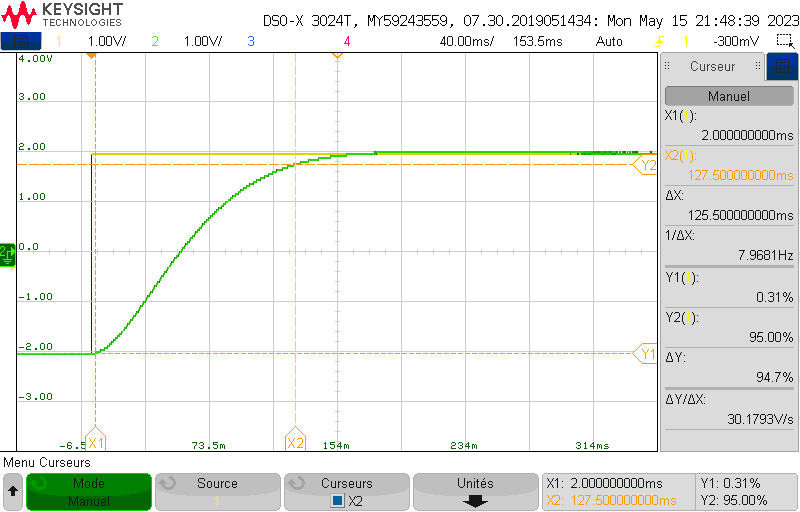 KEYSIGHT
TECHNOLOGIES
DSO-X 3024T, MY59243559, 07.30.2019051434: Mon May 15 21:48:39 2023
1 1.00V/ 2 1.00V/ 3 4 40.00ms/ 153.5ms Auto 1 -300mV
4.00V
3.00
2.00
1.00
0.0
-1.00
-2.00
-3.00
2
Y2
Y1
X1
X2
-6.5 73.5m 154m 234m 314ms
Curseur
Manuel
X1(1):
2.000000000ms
X2(1):
127.500000000ms
ΔX:
125.500000000ms
1/ΔX:
7.9681Hz
Y1(1):
0.31%
Y2(1):
95.00%
ΔY:
94.7%
ΔY/ΔX:
30.1793V/s
Menu Curseurs
Mode
Manuel
Source
1
Curseurs
X2
Unités
X1: 2.000000000ms
X2: 127.500000000ms
Y1: 0.31%
Y2: 95.00%